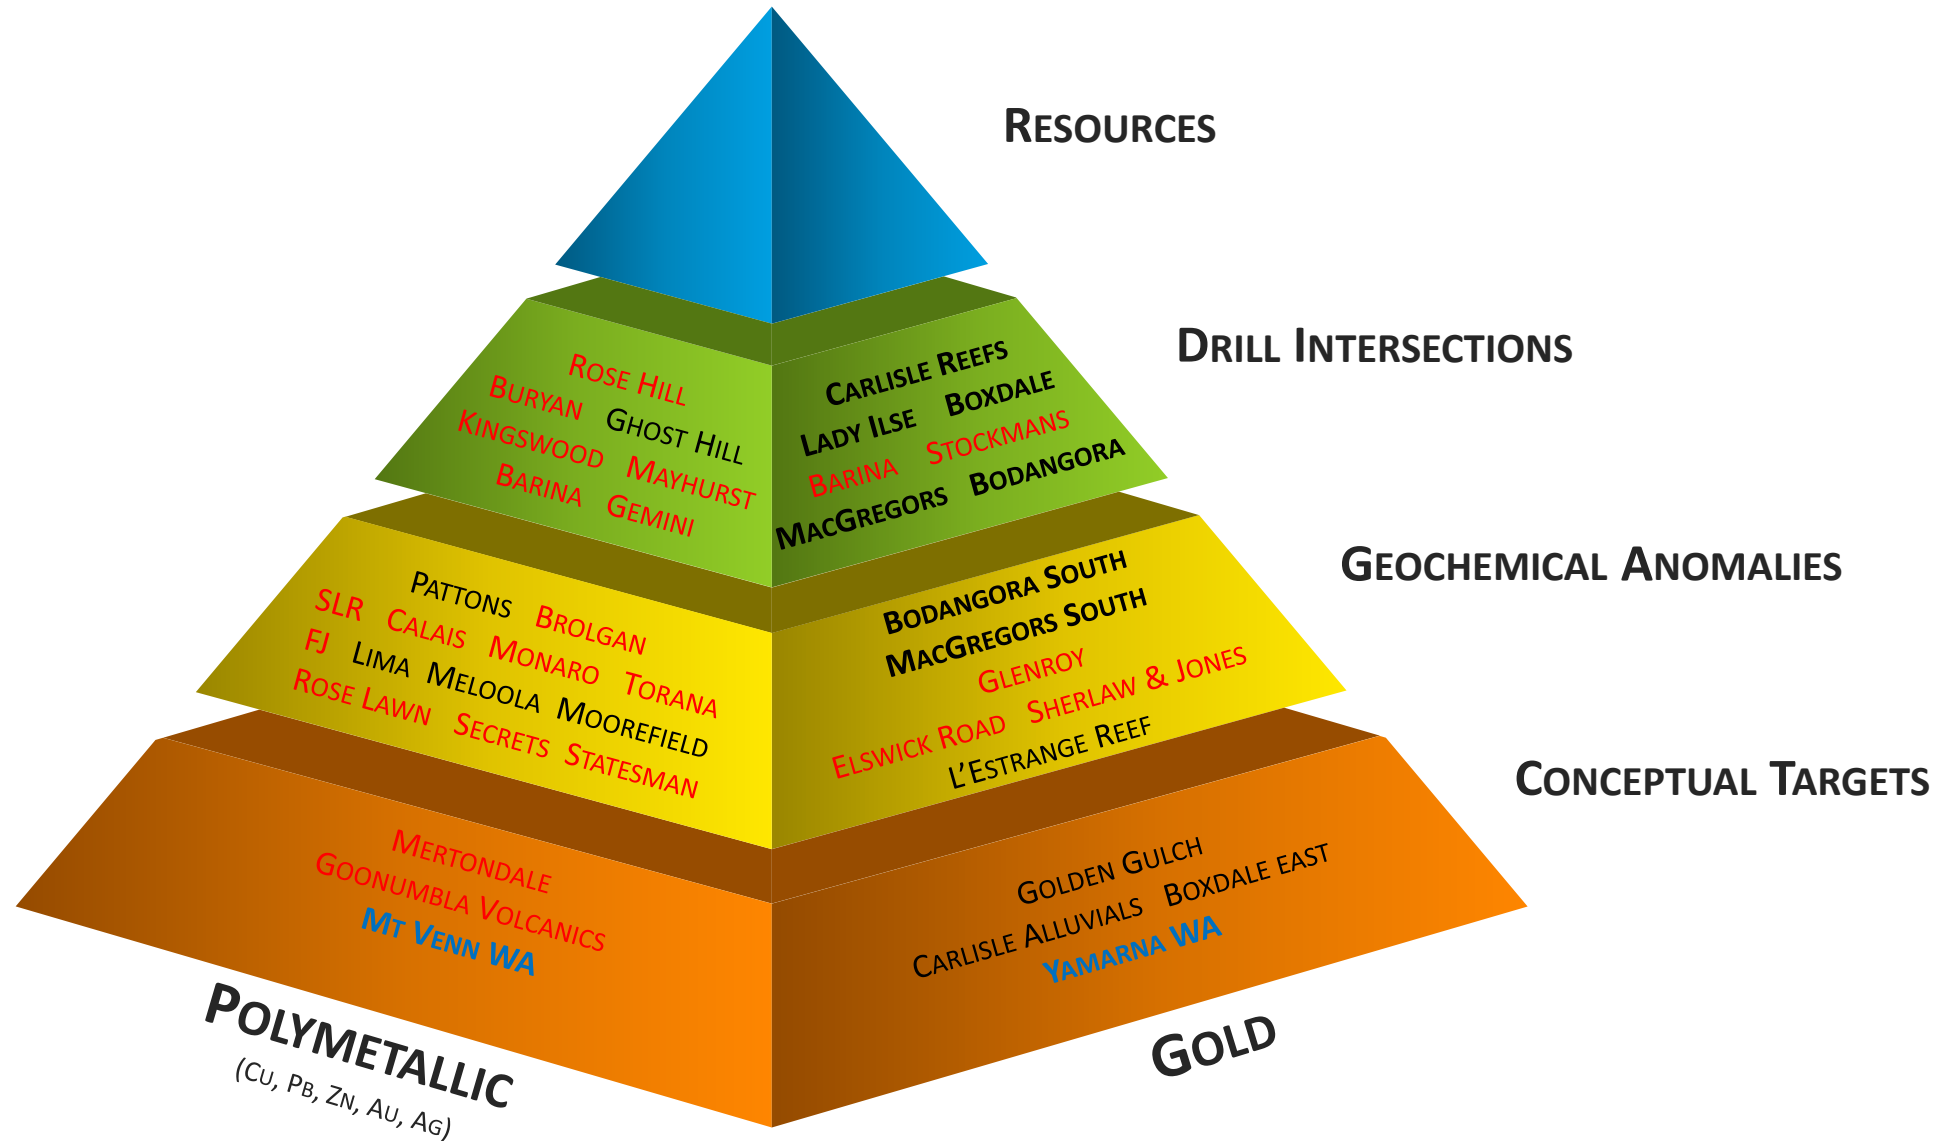 Resources
Drill Intersections
Rose Hill
Buryan Ghost Hill
Kingswood Mayhurst
Barina Gemini
Carlisle Reefs
Lady Ilse Boxdale
Barina Stockmans
MacGregors Bodangora
Geochemical Anomalies
Pattons Brolgan
SLR Calais Monaro Torana
FJ Lima Meloola Moorefield
Rose Lawn Secrets Statesman
Bodangora South
MacGregors South
Glenroy
Elswick Road Sherlaw & Jones
L’Estrange Reef
Conceptual Targets
Mertondale
Goonumbla Volcanics
Mt Venn WA
Golden Gulch
Carlisle Alluvials Boxdale east
Yamarna WA
Polymetallic
(Cu, Pb, Zn, Au, Ag)
Gold